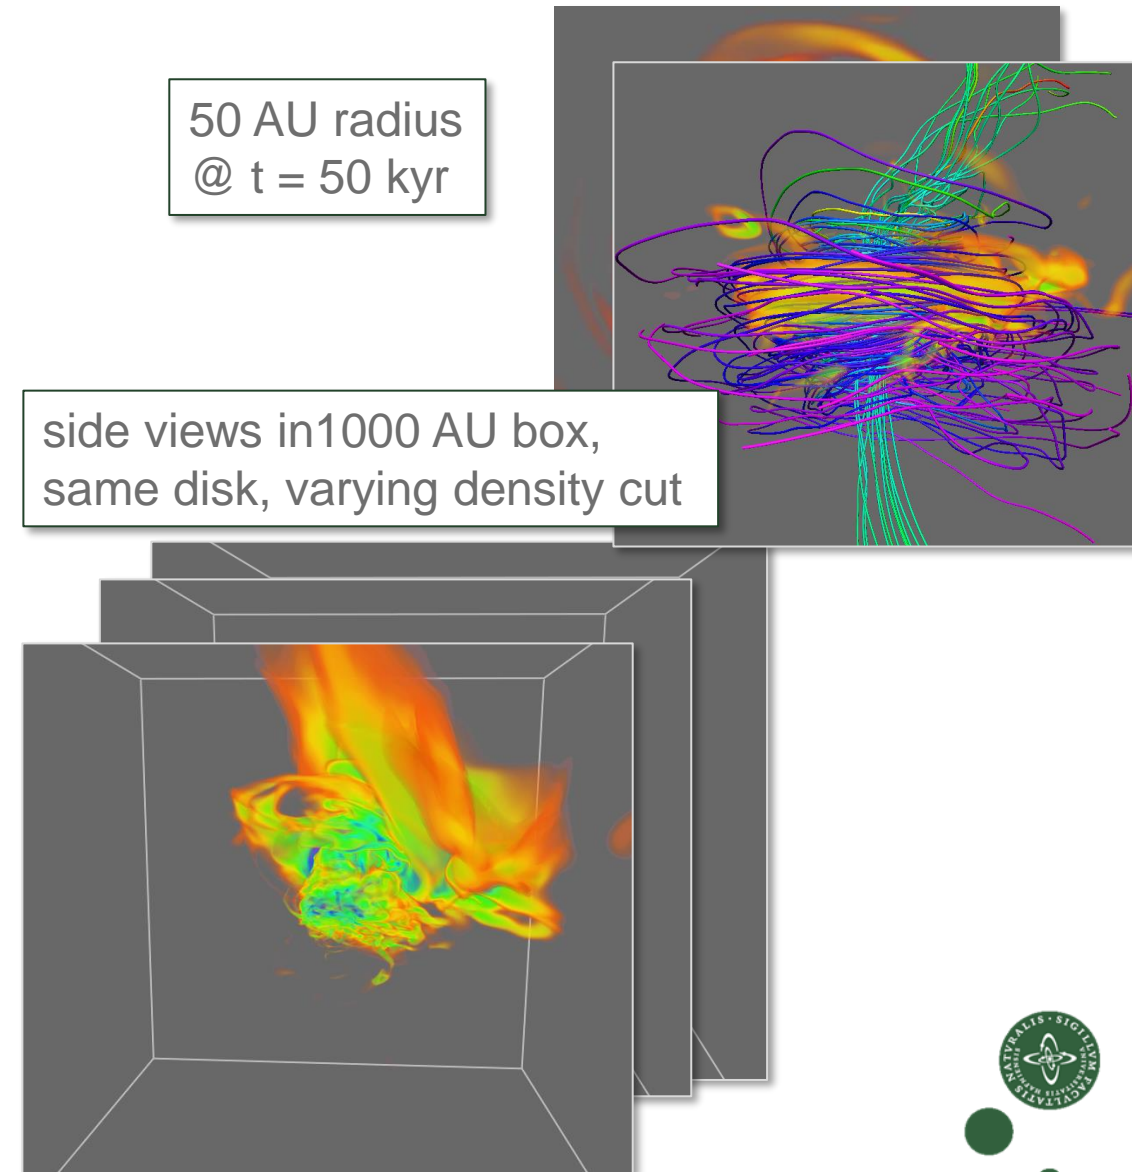 50 AU radius
@ t = 50 kyr
side views in1000 AU box,
same disk, varying density cut